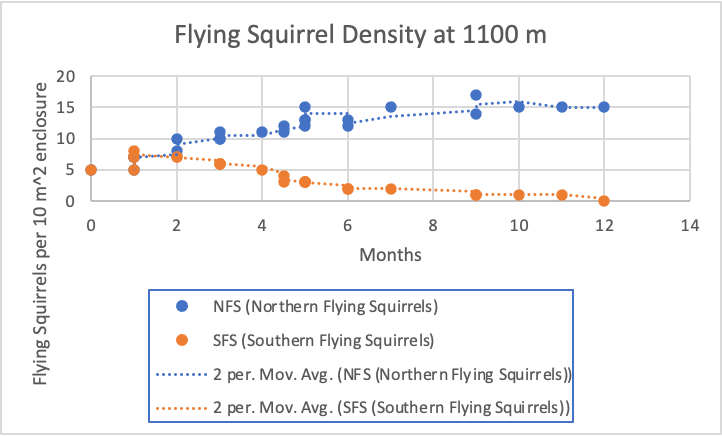 Flying Squirrel Density at 1100 m
Flying Squirrels per 10 m^2 enclosure
20
15
10
5
0
0 2 4 6 8 10 12 14
Months
NFS (Northern Flying Squirrels)
SFS (Southern Flying Squirrels)
2 per. Mov. Avg. (NFS (Northern Flying Squirrels))
2 per. Mov. Avg. (SFS (Southern Flying Squirrels))